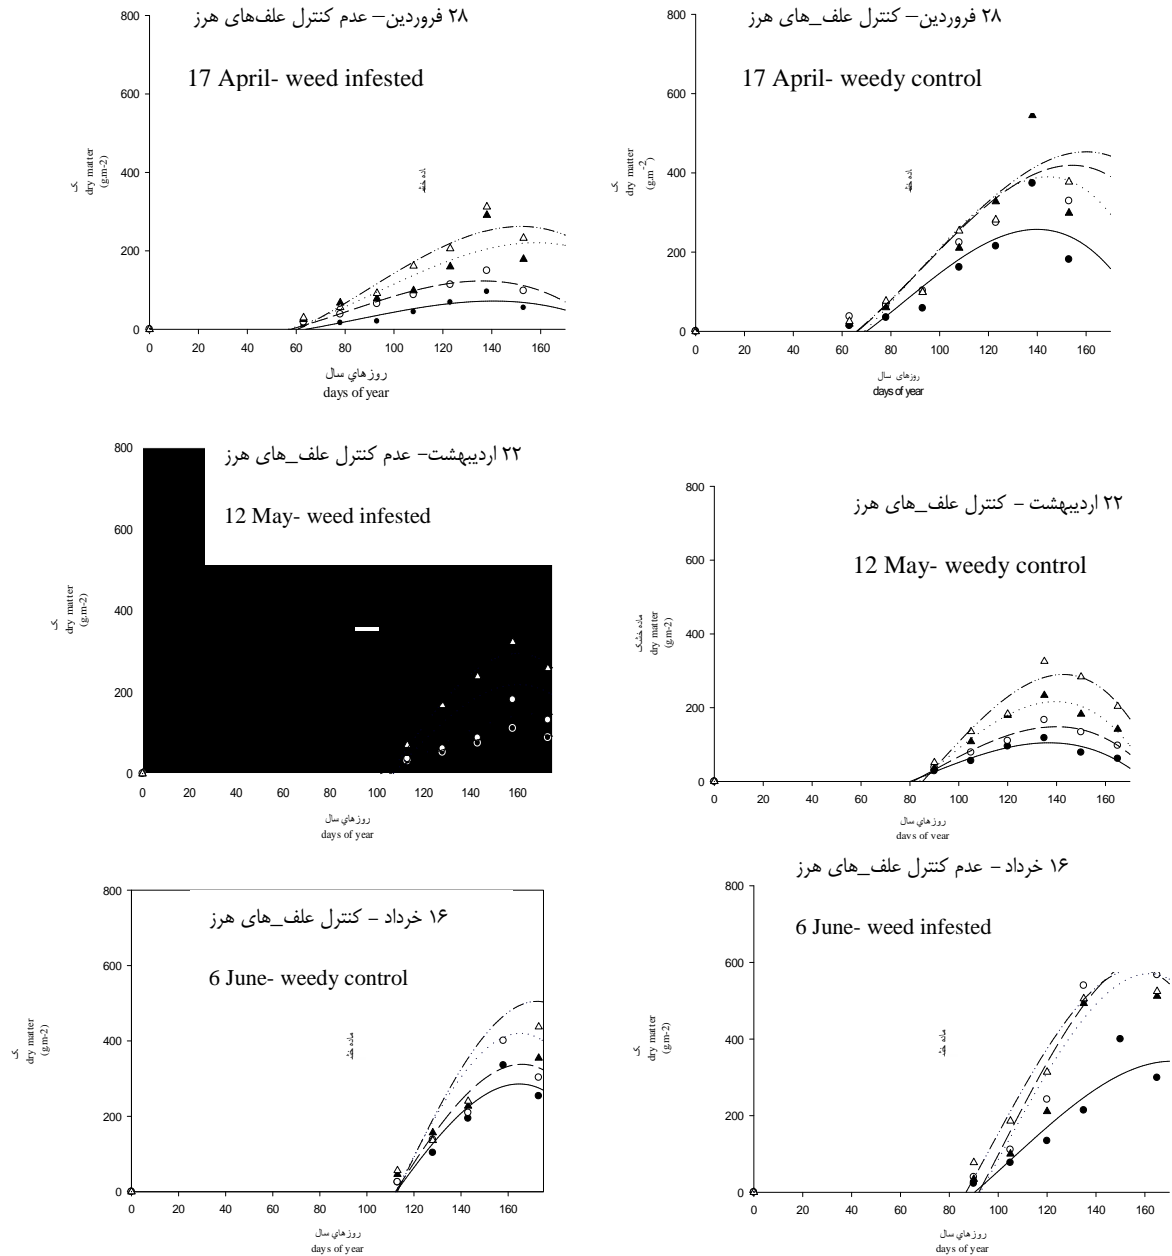 ۲۸ فروردین– عدم کنترل علف‌های هرز
17 April- weed infested
800
600
400
200
0
ک
dry matter
(g.m-2)
0 20 40 60 80 100 120 140 160
روزهاي سال
days of year
۲۸ فروردین– کنترل علف_های هرز
17 April- weedy control
800
600
400
200
0
ک
dry matter
(g.m-2)
0 20 40 60 80 100 120 140 160
روزهای سال
days of year
۲۲ اردیبهشت– عدم کنترل علف_های هرز
12 May- weed infested
800
600
400
200
0
ک
dry matter
(g.m-2)
0 20 40 60 80 100 120 140 160
روزهاي سال
days of year
۲۲ اردیبهشت – کنترل علف_های هرز
12 May- weedy control
800
600
400
200
0
ماده خشک
dry matter
(g.m-2)
0 20 40 60 80 100 120 140 160
روزهاي سال
days of year
۱۶ خرداد – کنترل علف_های هرز
6 June- weedy control
800
600
400
200
0
ک
dry matter
(g.m-2)
ماده خش
0 20 40 60 80 100 120 140 160
روزهاي سال
days of year
۱۶ خرداد – عدم کنترل علف_های هرز
6 June- weed infested
800
600
400
200
0
ک
dry matter
(g.m-2)
ماده خش
0 20 40 60 80 100 120 140 160
روزهاي سال
days of year